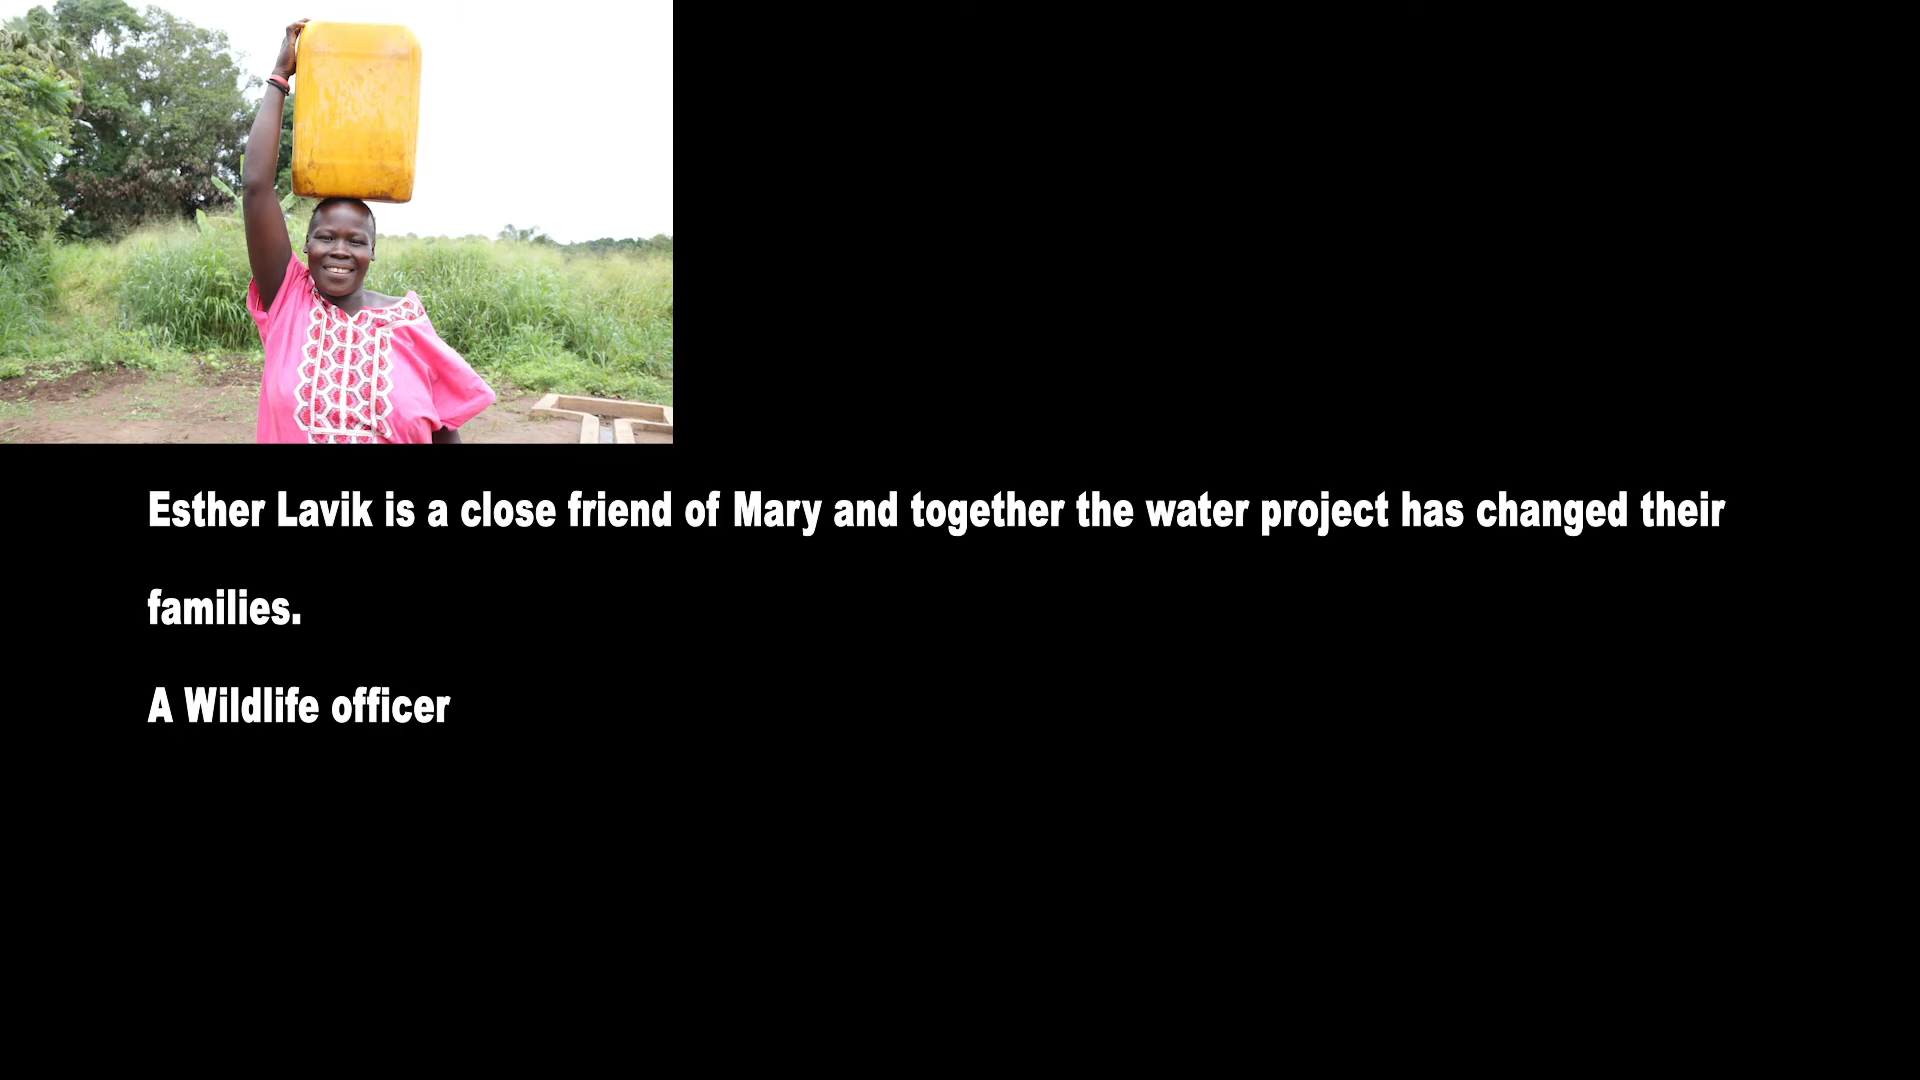 Esther Lavik is a close friend of Mary and together the water project has changed their
families.
A Wildlife officer